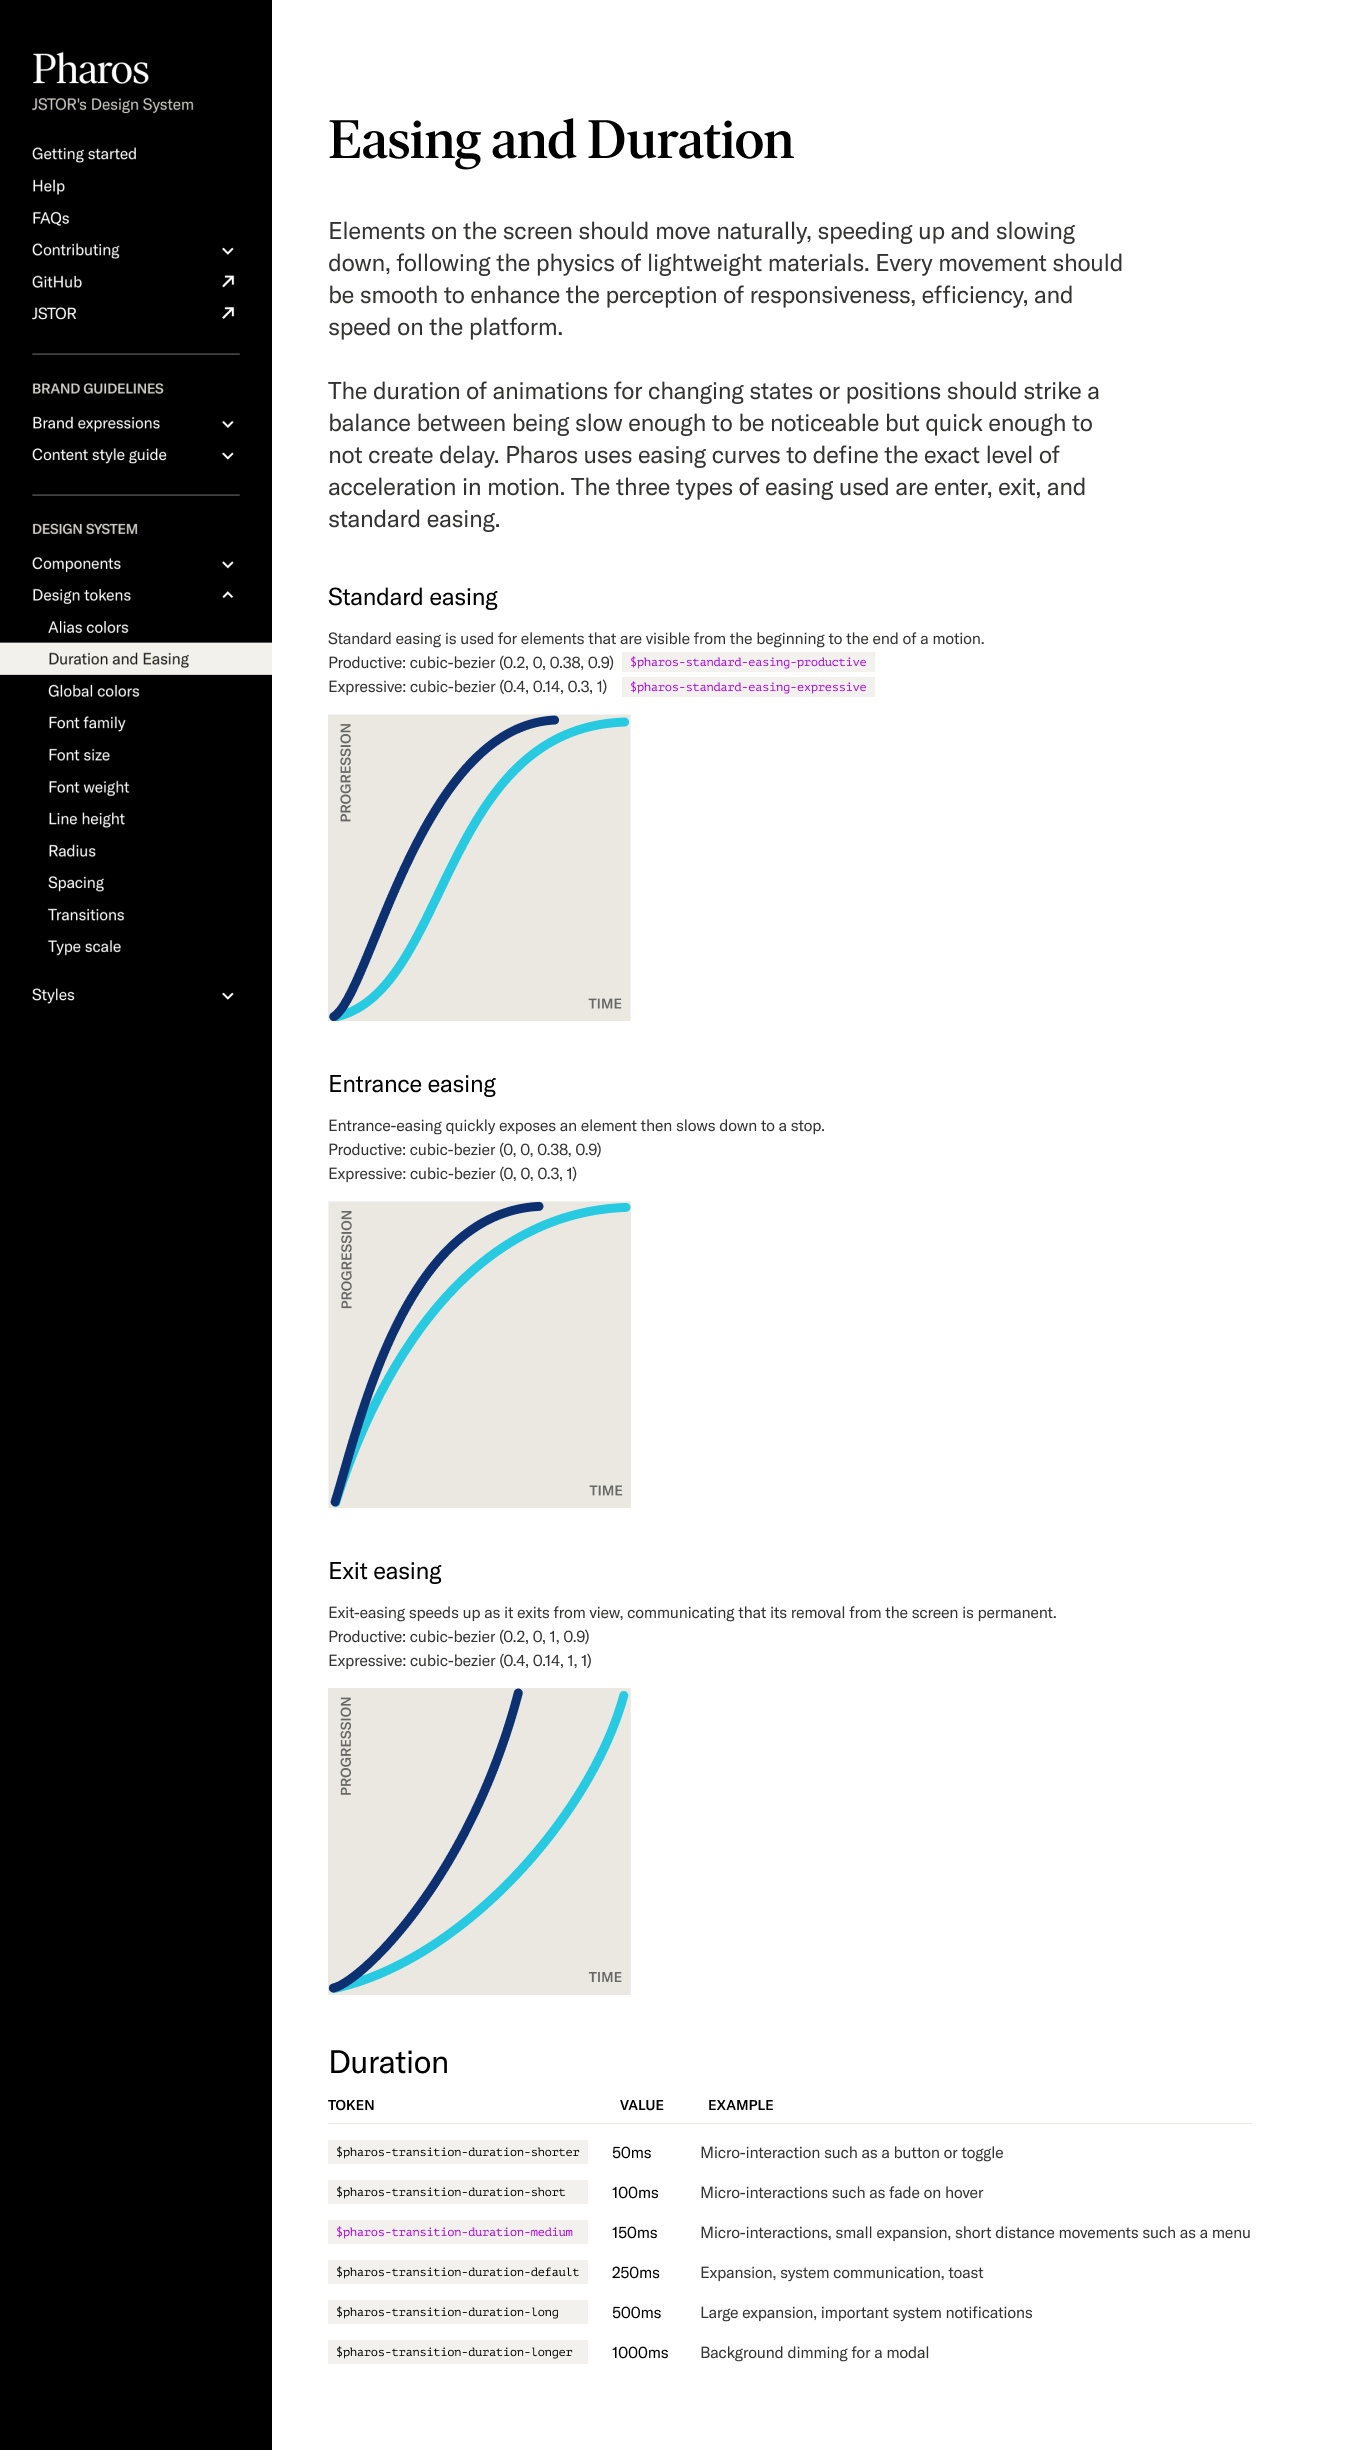 Pharos
JSTOR's Design System
Getting started
Help
FAQs
Contributing
GitHub
JSTOR
BRAND GUIDELINES
Brand expressions
Content style guide
DESIGN SYSTEM
Components
Design tokens
Alias colors
Duration and Easing
Global colors
Font family
Font size
Font weight
Line height
Radius
Spacing
Transitions
Type scale
Styles
Easing and Duration
Elements on the screen should move naturally, speeding up and slowing
down, following the physics of lightweight materials. Every movement should
be smooth to enhance the perception of responsiveness, efficiency, and
speed on the platform.
The duration of animations for changing states or positions should strike a
balance between being slow enough to be noticeable but quick enough to
not create delay. Pharos uses easing curves to define the exact level of
acceleration in motion. The three types of easing used are enter, exit, and
standard easing.
Standard easing
Standard easing is used for elements that are visible from the beginning to the end of a motion.
Productive: cubic-bezier (0.2, 0, 0.38, 0.9) $pharos-standard-easing-productive
Expressive: cubic-bezier (0.4, 0.14, 0.3, 1) $pharos-standard-easing-expressive
PROGRESSION
TIME
Entrance easing
Entrance-easing quickly exposes an element then slows down to a stop.
Productive: cubic-bezier (0, 0, 0.38, 0.9)
Expressive: cubic-bezier (0, 0, 0.3, 1)
PROGRESSION
TIME
Exit easing
Exit-easing speeds up as it exits from view, communicating that its removal from the screen is permanent.
Productive: cubic-bezier (0.2, 0, 1, 0.9)
Expressive: cubic-bezier (0.4, 0.14, 1, 1)
PROGRESSION
TIME
Duration
TOKEN VALUE EXAMPLE
$pharos-transition-duration-shorter 50ms Micro-interaction such as a button or toggle
$pharos-transition-duration-short 100ms Micro-interactions such as fade on hover
$pharos-transition-duration-medium 150ms Micro-interactions, small expansion, short distance movements such as a menu
$pharos-transition-duration-default 250ms Expansion, system communication, toast
$pharos-transition-duration-long 500ms Large expansion, important system notifications
$pharos-transition-duration-longer 1000ms Background dimming for a modal